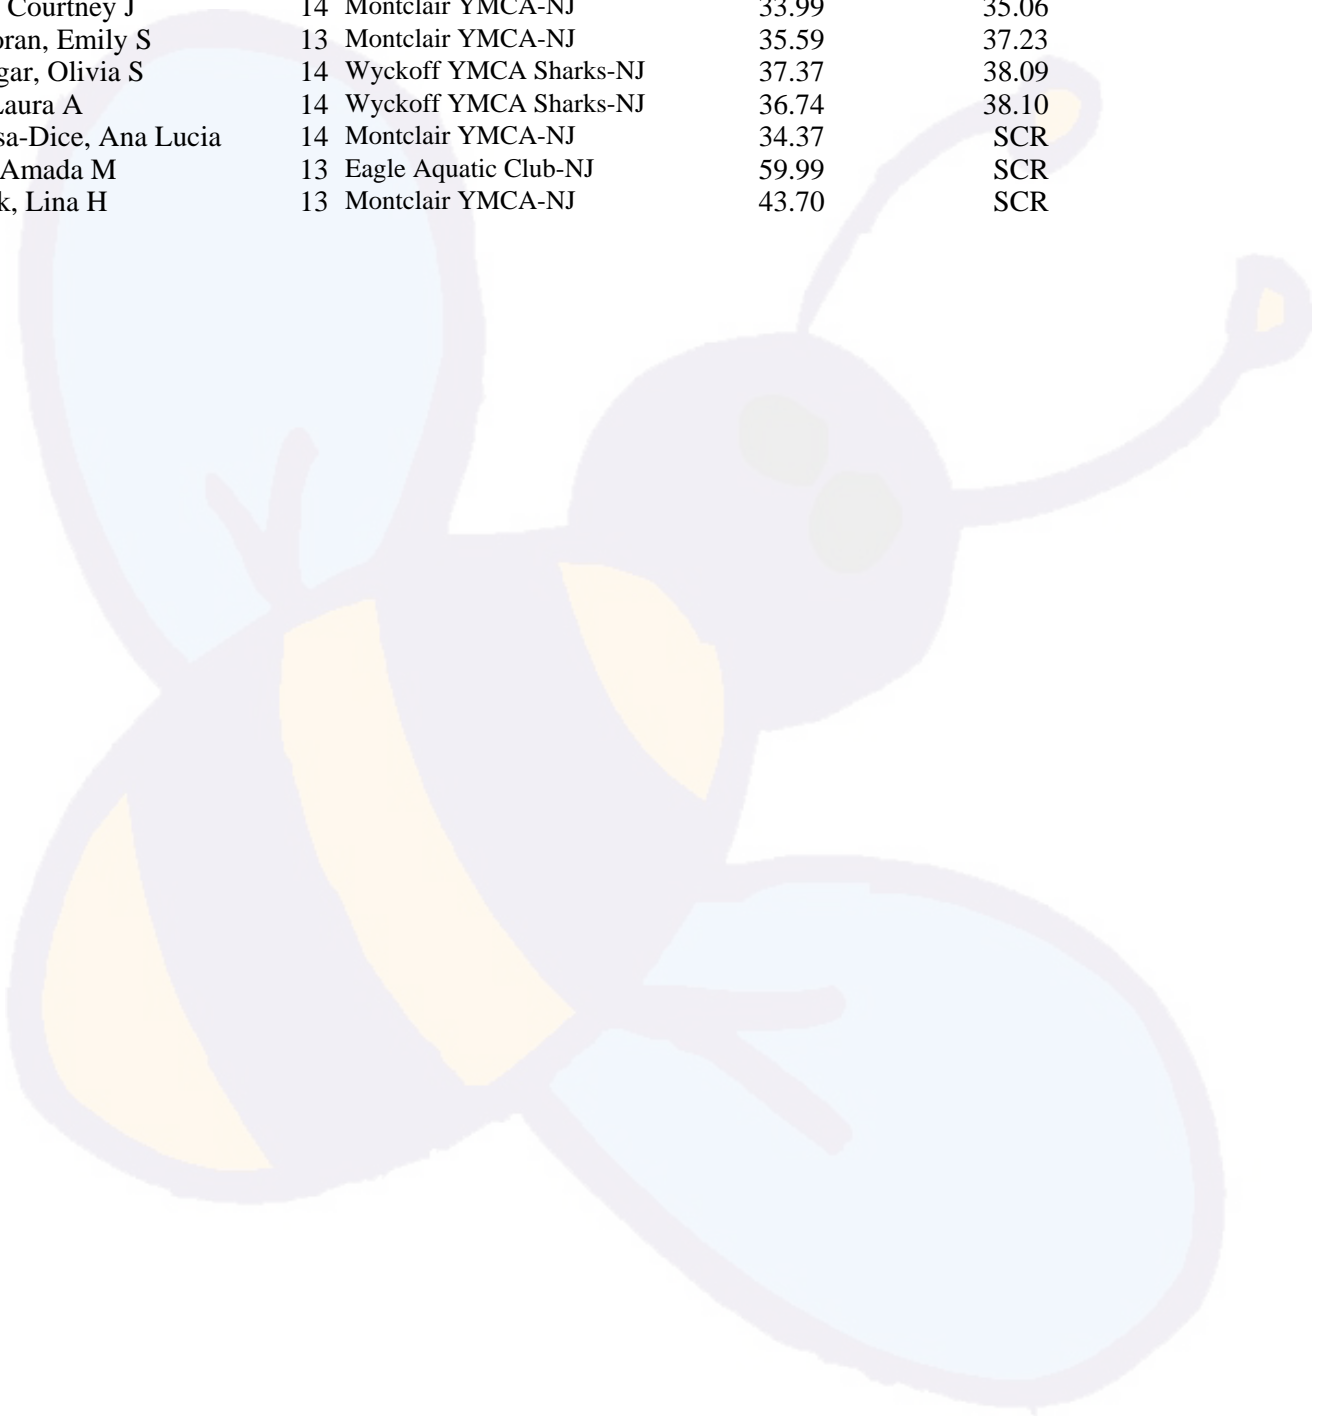 Courtney J 14 Montclair YMCA-NJ 33.99 35.06
oran, Emily S 13 Montclair YMCA-NJ 35.59 37.23
gar, Olivia S 14 Wyckoff YMCA Sharks-NJ 37.37 38.09
Laura A 14 Wyckoff YMCA Sharks-NJ 36.74 38.10
sa-Dice, Ana Lucia 14 Montclair YMCA-NJ 34.37 SCR
Amada M 13 Eagle Aquatic Club-NJ 59.99 SCR
k, Lina H 13 Montclair YMCA-NJ 43.70 SCR